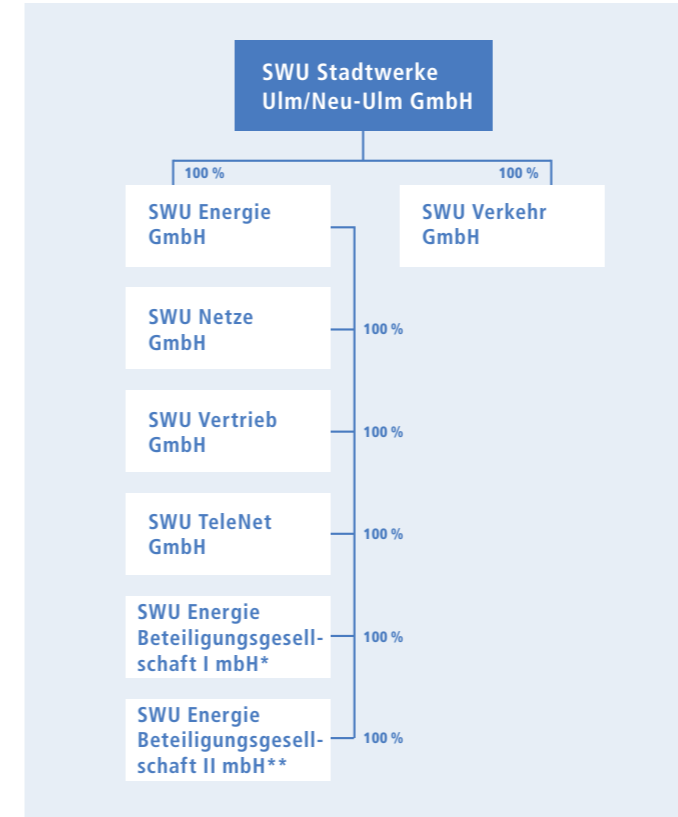 SWU Stadtwerke
Ulm/Neu-Ulm GmbH
100 %
100 %
SWU Energie
GmbH
SWU Verkehr
GmbH
SWU Netze
GmbH
100 %
SWU Vertrieb
GmbH
100 %
SWU TeleNet
GmbH
100 %
SWU Energie
Beteiligungsgesell-
schaft I mbH*
100 %
SWU Energie
Beteiligungsgesell-
schaft II mbH**
100 %